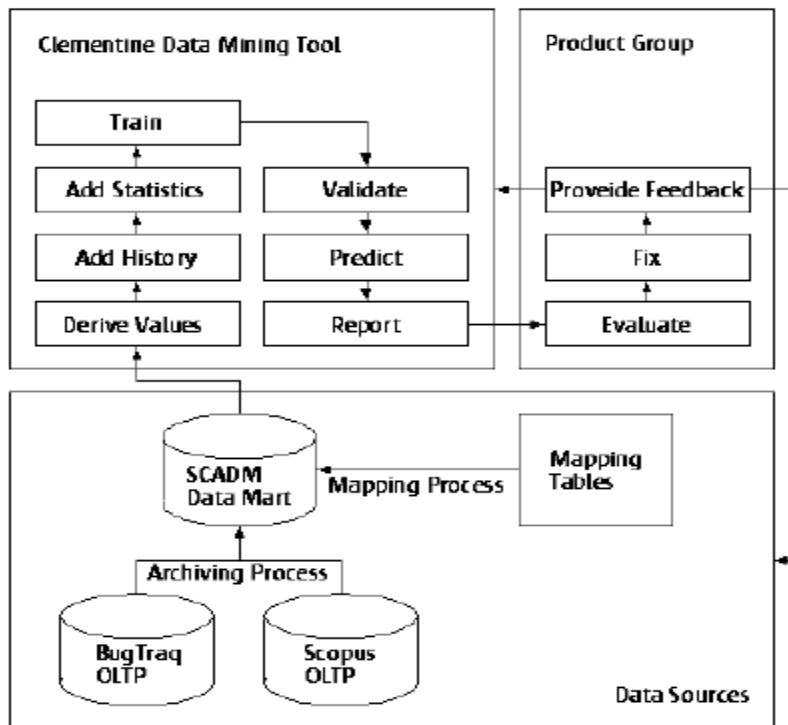 Clementine Data Mining Tool
Product Group
Train
Add Statistics
Validate
Proveide Feedback
Add History
Predict
Fix
Derive Values
Report
Evaluate
SCADM
Data Mart
Mapping Process
Mapping
Tables
Archiving Process
BugTraq
OLTP
Scopus
OLTP
Data Sources